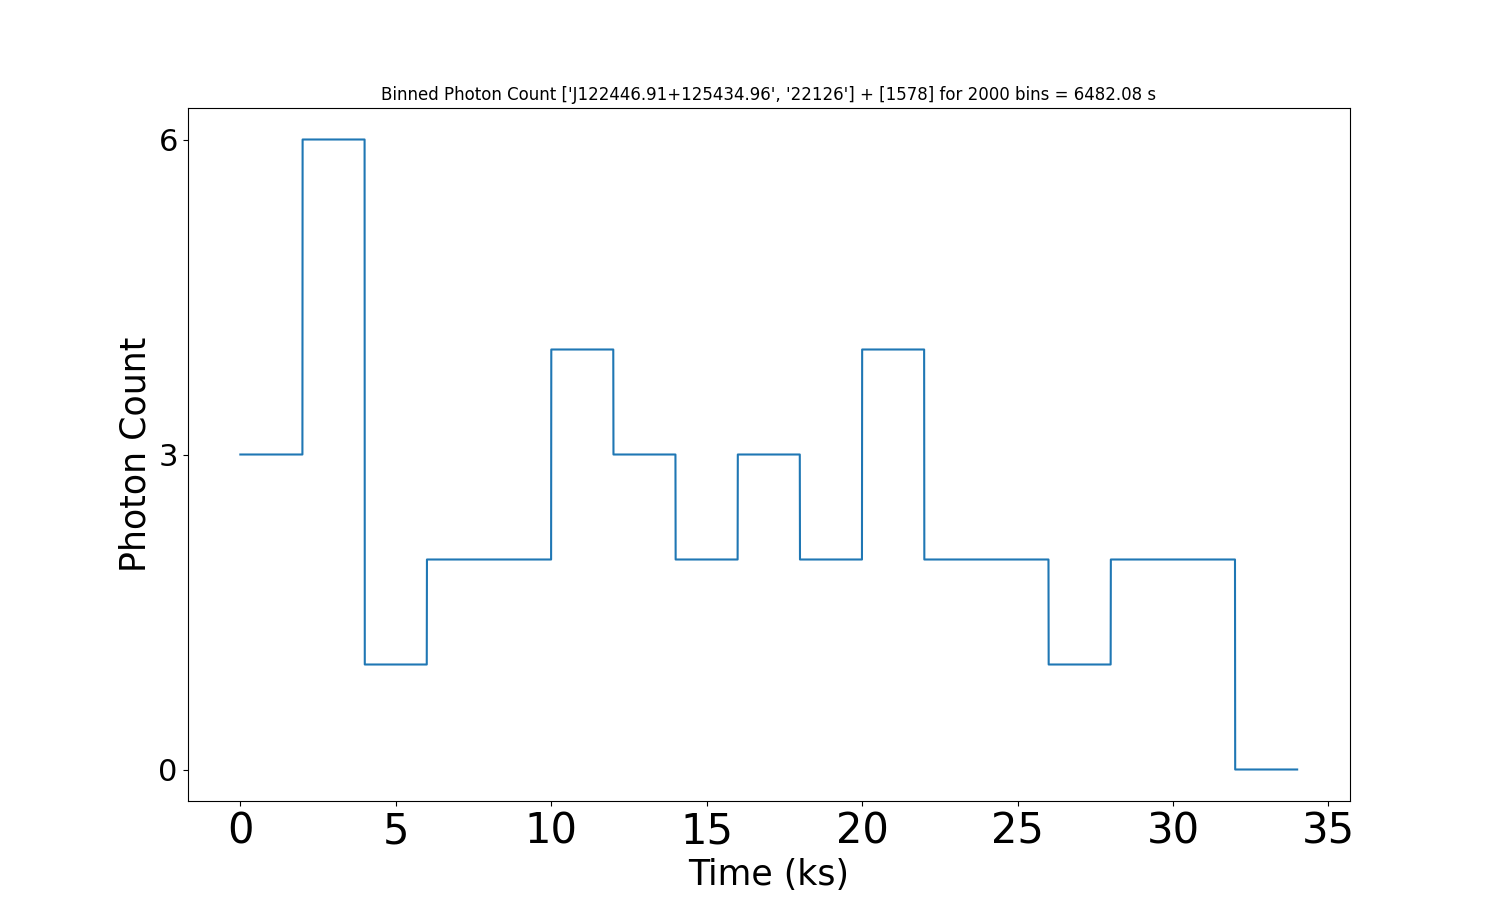 Binned Photon Count ['J122446.91+125434.96', '22126'] + [1578] for 2000 bins = 6482.08 s
6
3
0
Photon Count
0 5 10 15 20 25 30 35
Time (ks)